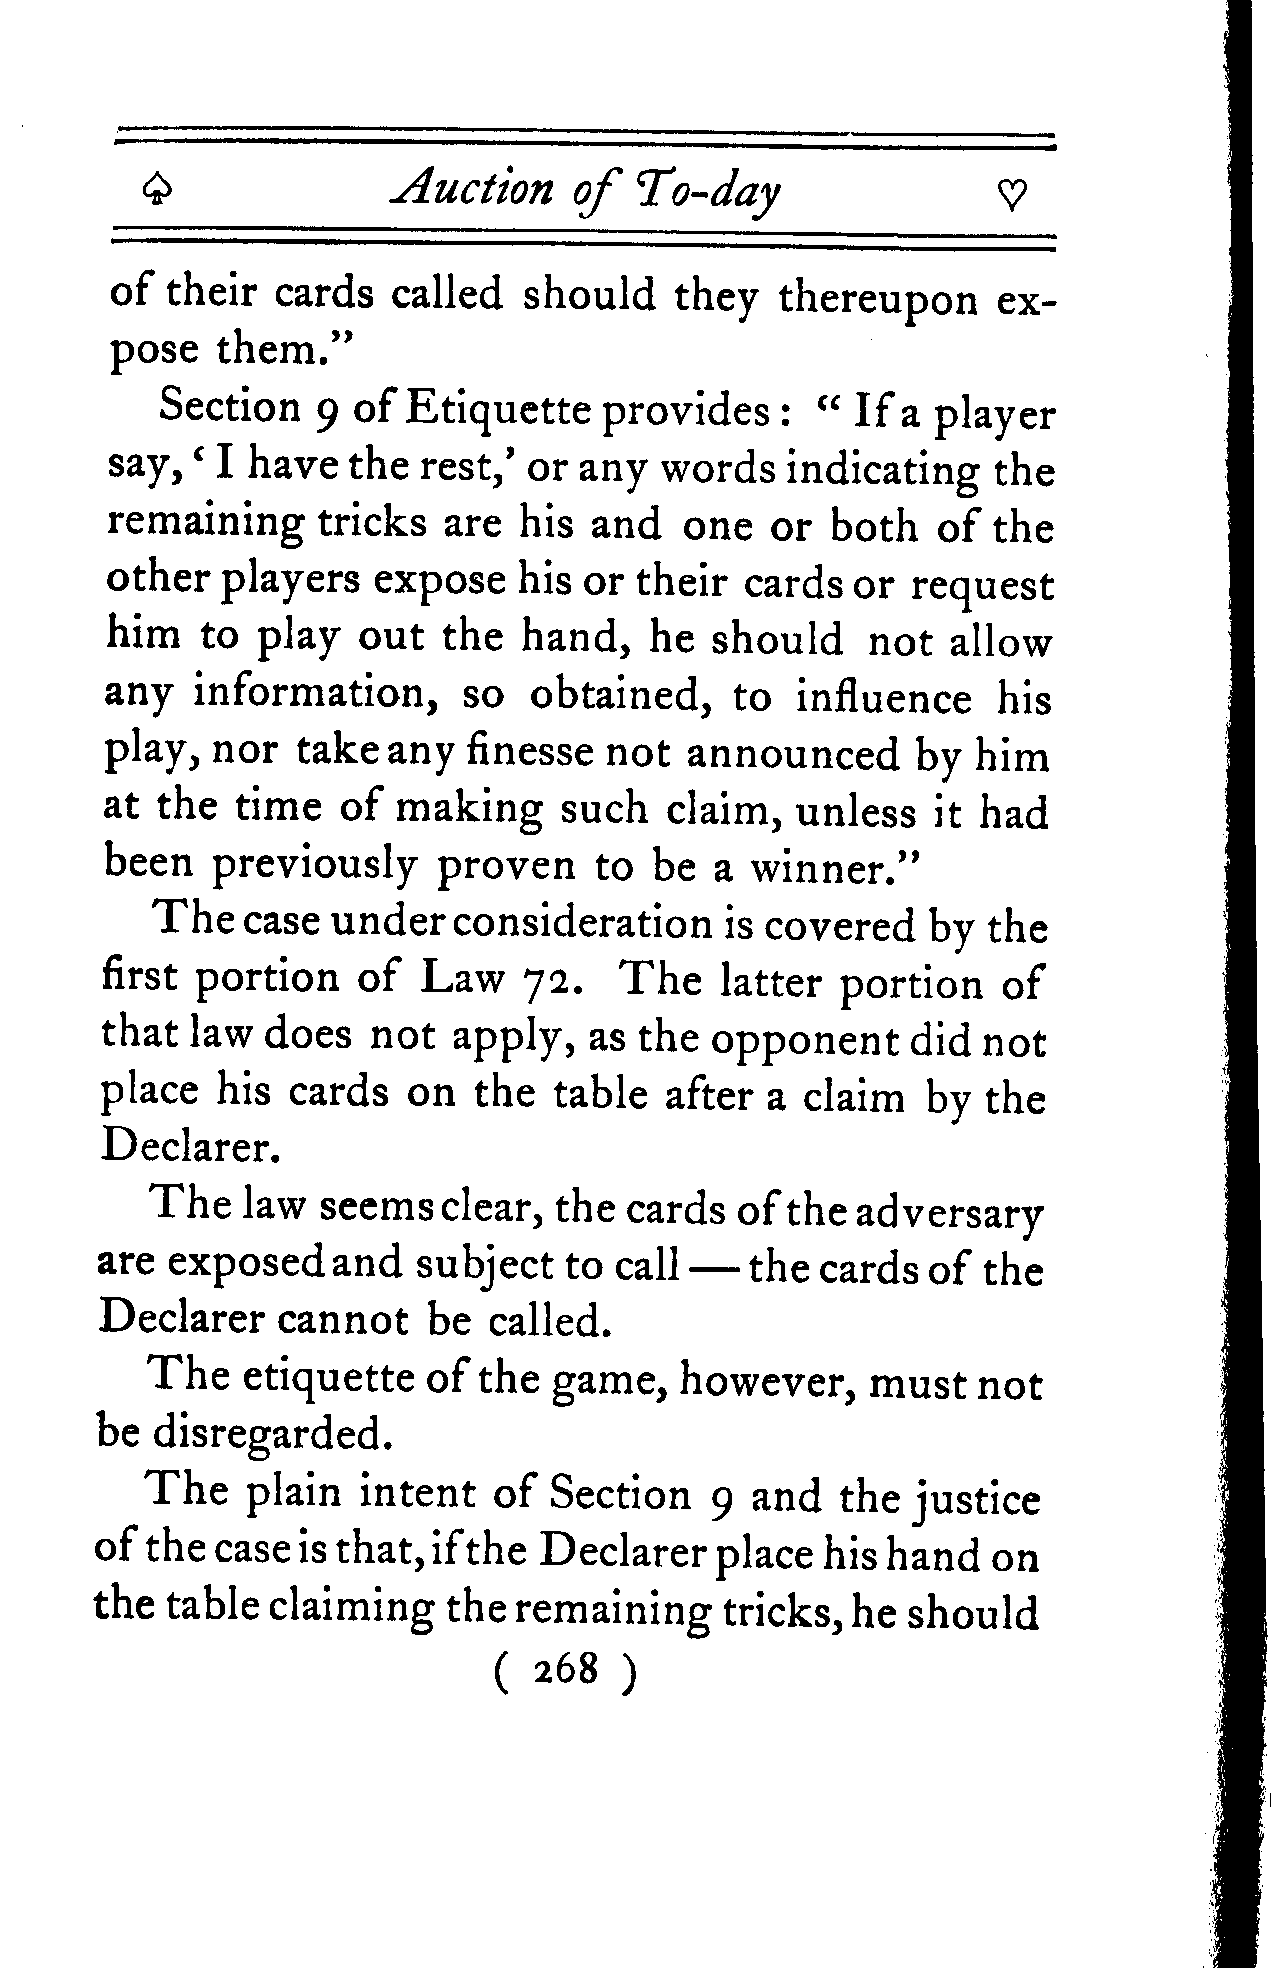 ♤ Auction of To-day ♡
of their cards called should they thereupon ex-
pose them."
Section 9 of Etiquette provides: "If a player
say, 'I have the rest,' or any words indicating the
remaining tricks are his and one or both of the
other players expose his or their cards or request
him to play out the hand, he should not allow
any information, so obtained, to influence his
play, nor take any finesse not announced by him
at the time of making such claim, unless it had
been previously proven to be a winner."
The case under consideration is covered by the
first portion of Law 72. The latter portion of
that law does not apply, as the opponent did not
place his cards on the table after a claim by the
Declarer.
The law seems clear, the cards of the adversary
are exposed and subject to call — the cards of the
Declarer cannot be called.
The etiquette of the game, however, must not
be disregarded.
The plain intent of Section 9 and the justice
of the case is that, if the Declarer place his hand on
the table claiming the remaining tricks, he should
( 268 )